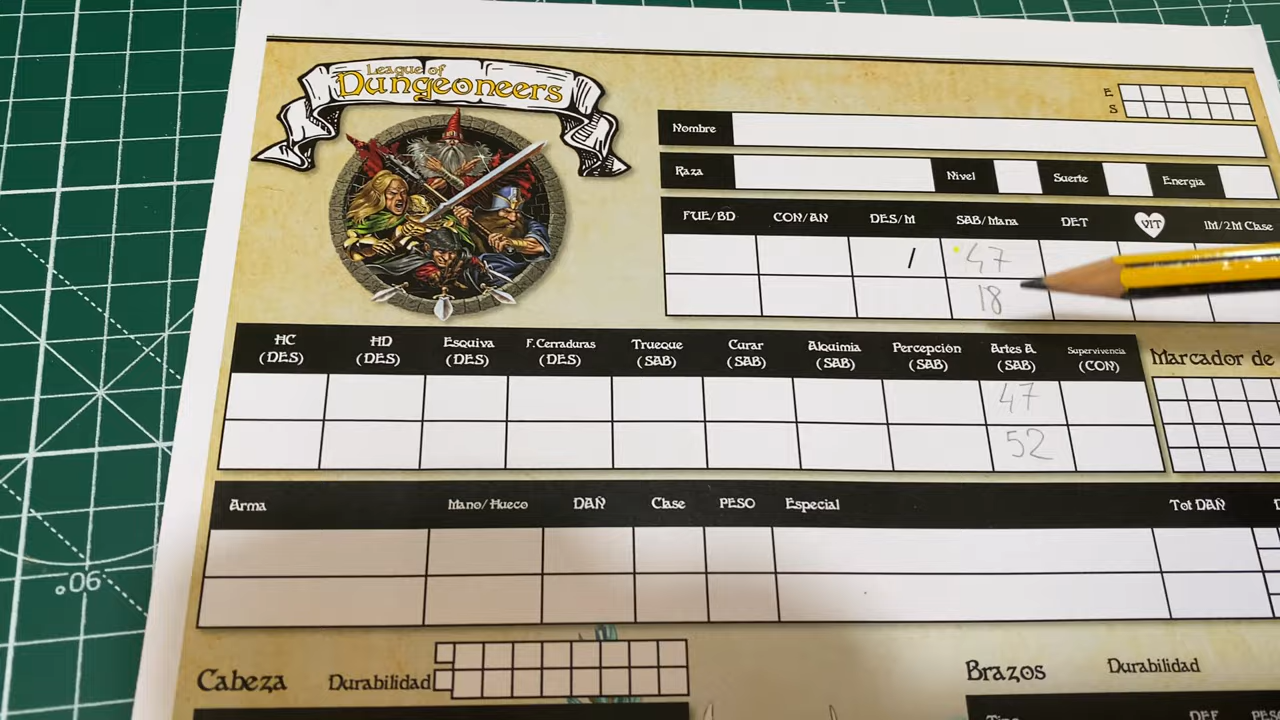 League of
Dungeoneers
E
S
Nombre
Raza Nivel Suerte Energia
FUE/BD CON/AN DES/M SAB/Mana DET VIT 1M/2M Clase
/ 47
18
HC (DES) HD (DES) Esquiva (DES) F.Cerraduras (DES) Trueque (SAB) Curar (SAB) Alquimia (SAB) Percepción (SAB) Artes A. (SAB) Supervivencia (CON)
Marcador de
47
52
Arma Mano/Hueco DAÑ Clase PESO Especial Tot DAÑ
.06
Cabeza Durabilidad
Brazos Durabilidad
DEF